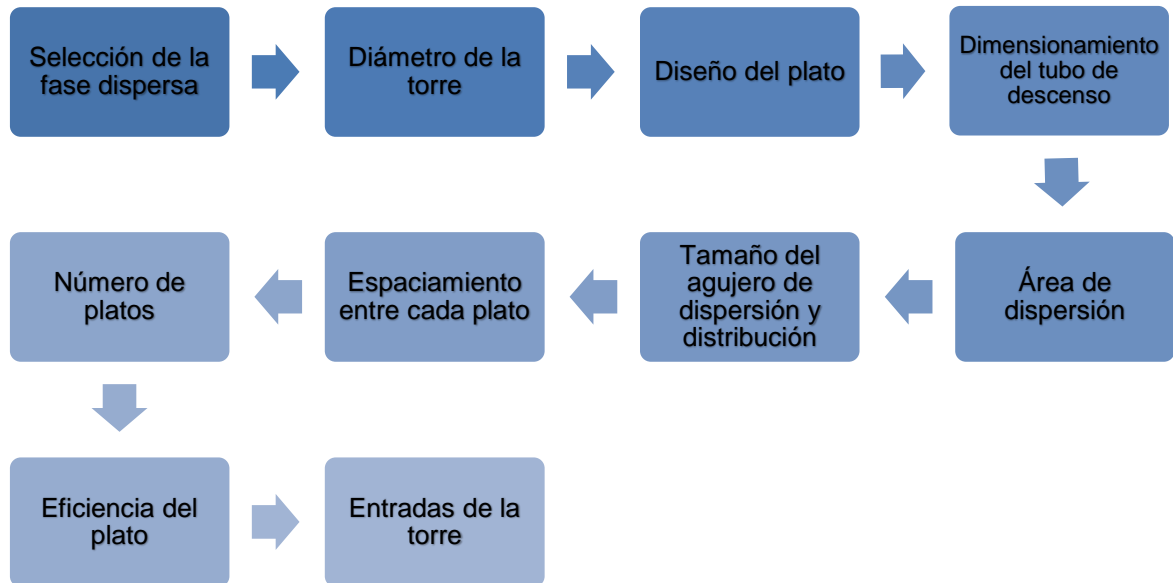 Selección de la
fase dispersa
Diámetro de la
torre
Diseño del plato
Dimensionamiento
del tubo de
descenso
Área de
dispersión
Tamaño del
agujero de
dispersión y
distribución
Espaciamiento
entre cada plato
Número de
platos
Eficiencia del
plato
Entradas de la
torre